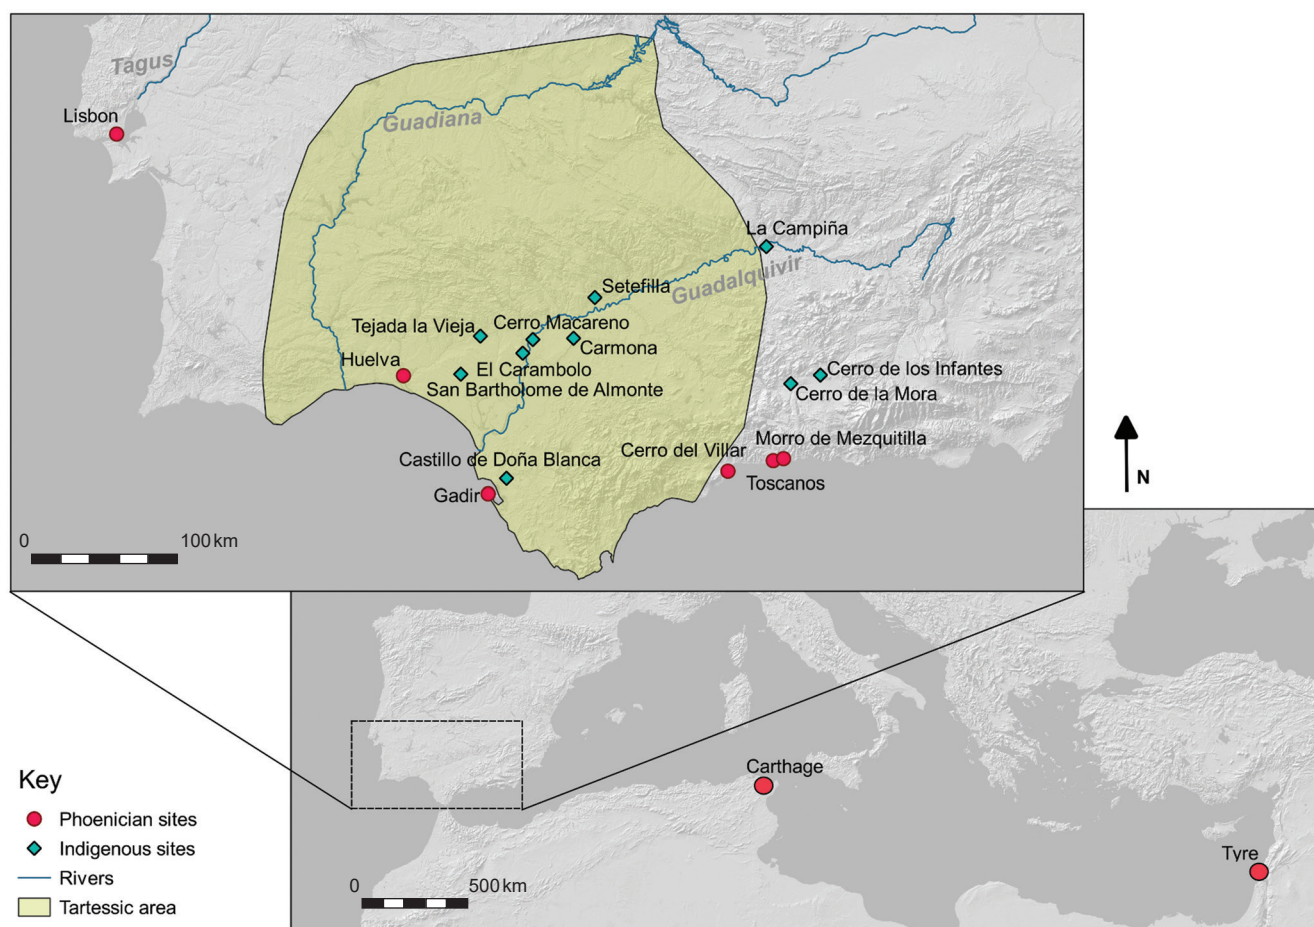 Tagus
Lisbon
Guadiana
La Campiña
Guadalquivir
Setefilla
Tejada la Vieja
Cerro Macareno
Carmona
Huelva
El Carambolo
San Bartholome de Almonte
Cerro de los Infantes
Cerro de la Mora
Morro de Mezquitilla
Cerro del Villar
Toscanos
Castillo de Doña Blanca
Gadir
0 100 km
N
Carthage
Tyre
0 500 km
Key
Phoenician sites
Indigenous sites
Rivers
Tartessic area